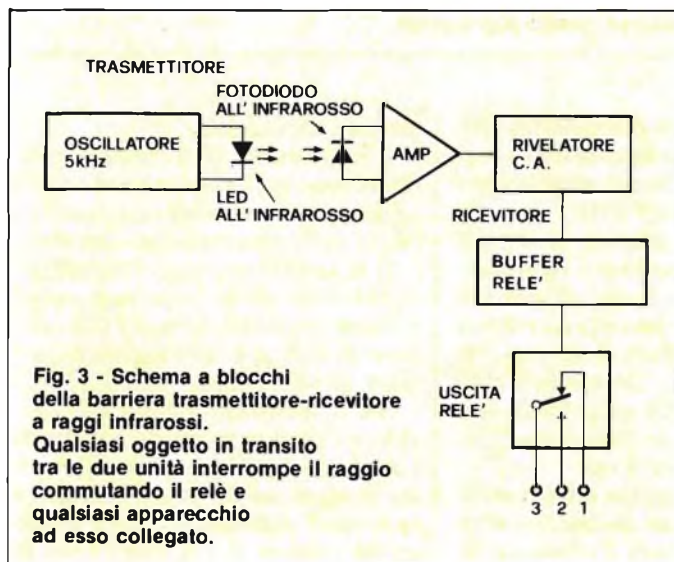 TRASMETTITORE
FOTODIODO
ALL' INFRAROSSO
OSCILLATORE
5kHz
LED
ALL' INFRAROSSO
AMP
RIVELATORE
C.A.
RICEVITORE
BUFFER
RELE'
USCITA
RELE'
3 2 1
Fig. 3 - Schema a blocchi
della barriera trasmettitore-ricevitore
a raggi infrarossi.
Qualsiasi oggetto in transito
tra le due unità interrompe il raggio
commutando il relè e
qualsiasi apparecchio
ad esso collegato.